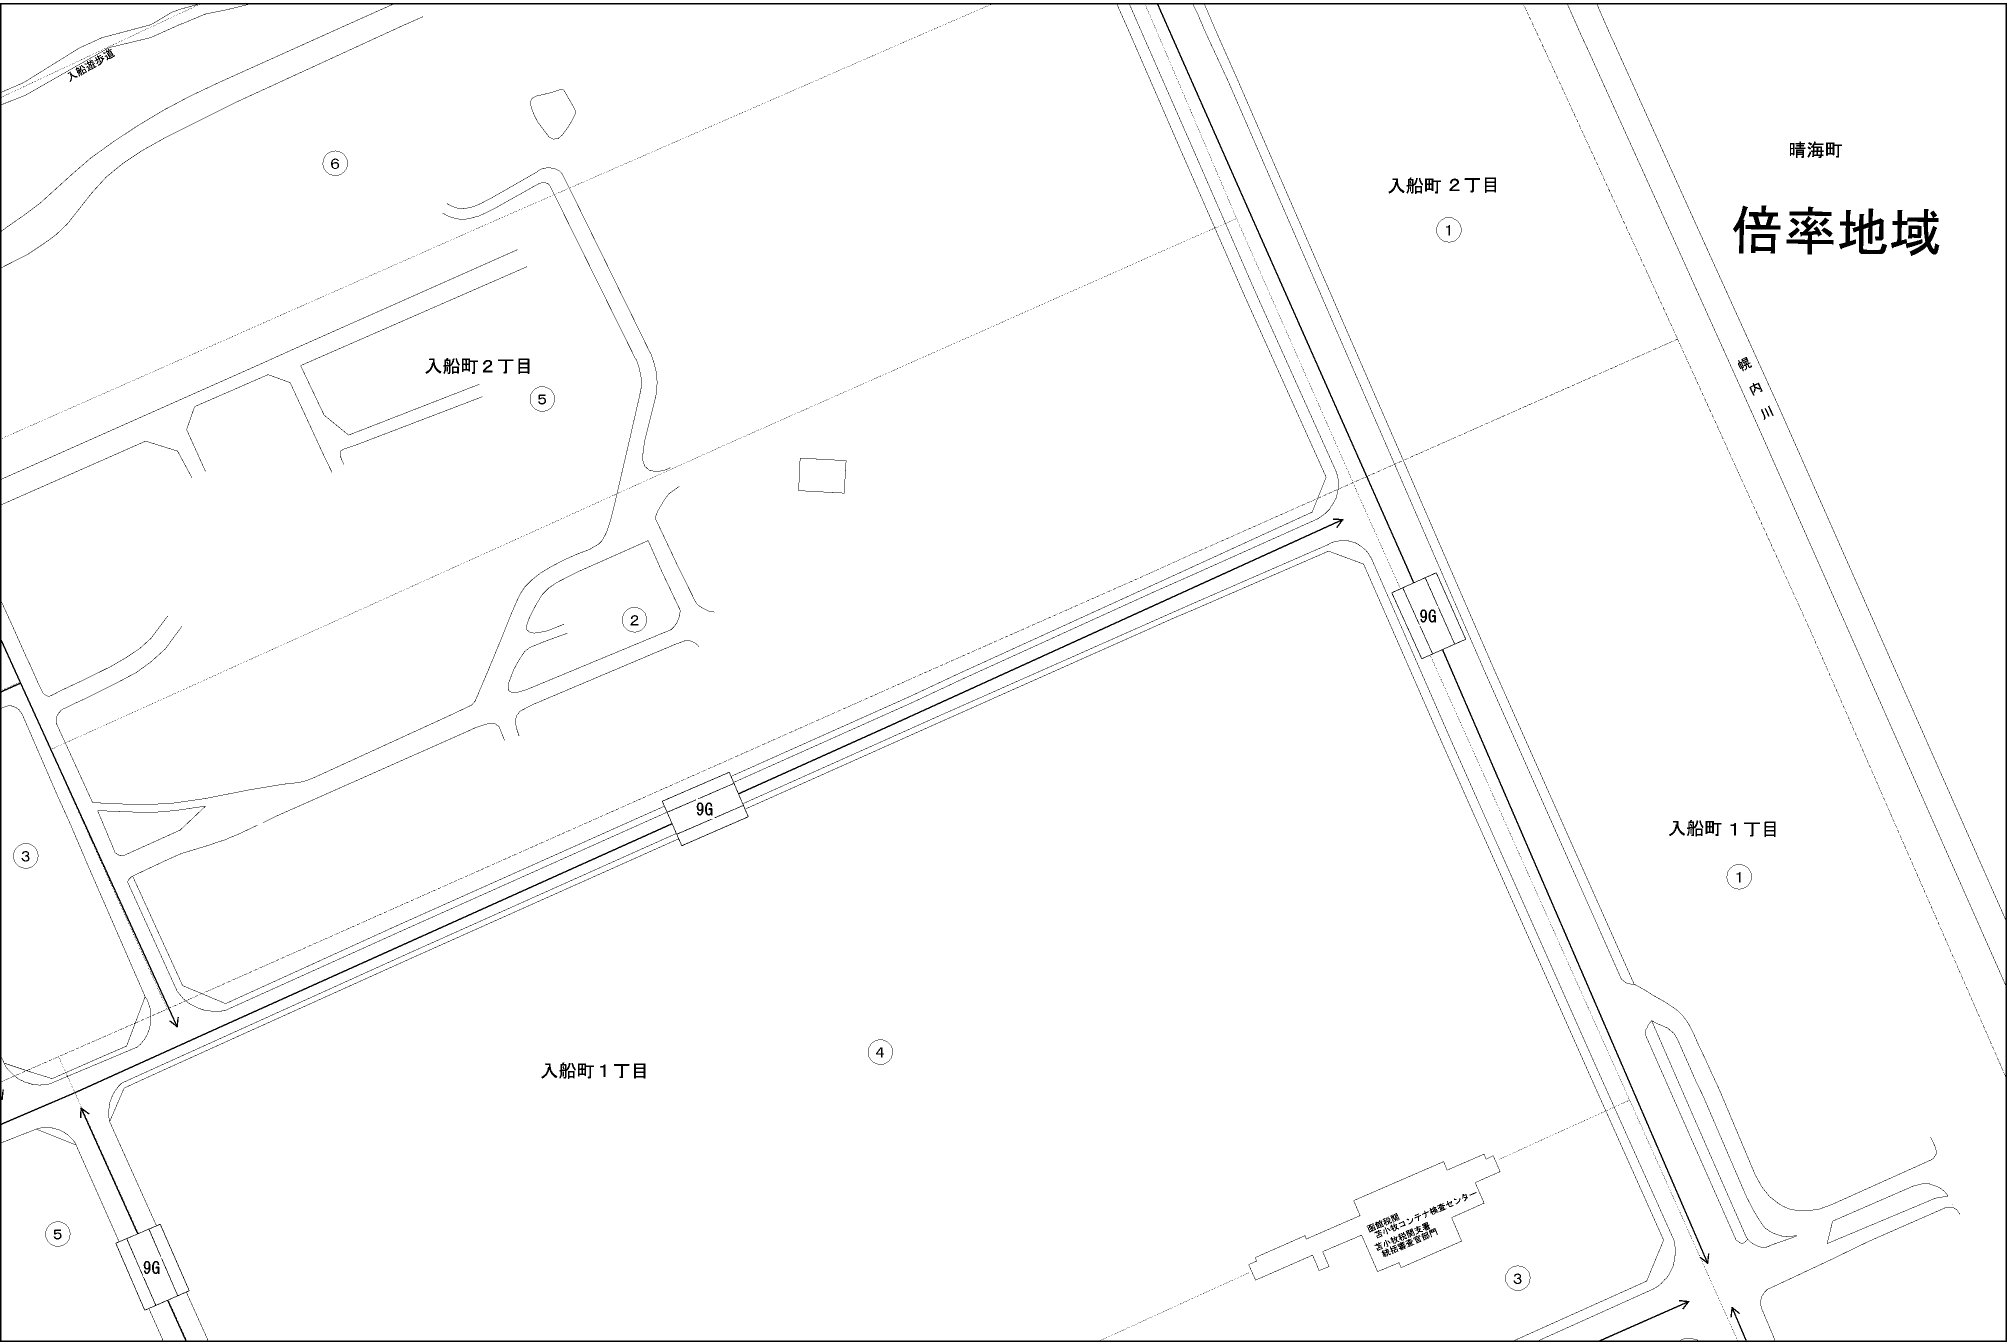 入船遊歩道
⑥
入船町２丁目
①
晴海町
倍率地域
入船町２丁目
⑤
幌内川
9G
②
9G
③
入船町１丁目
①
入船町１丁目
④
函館税関
苫小牧コンテナ検査センター
苫小牧税関支署
統括審査官部門
⑤
9G
③